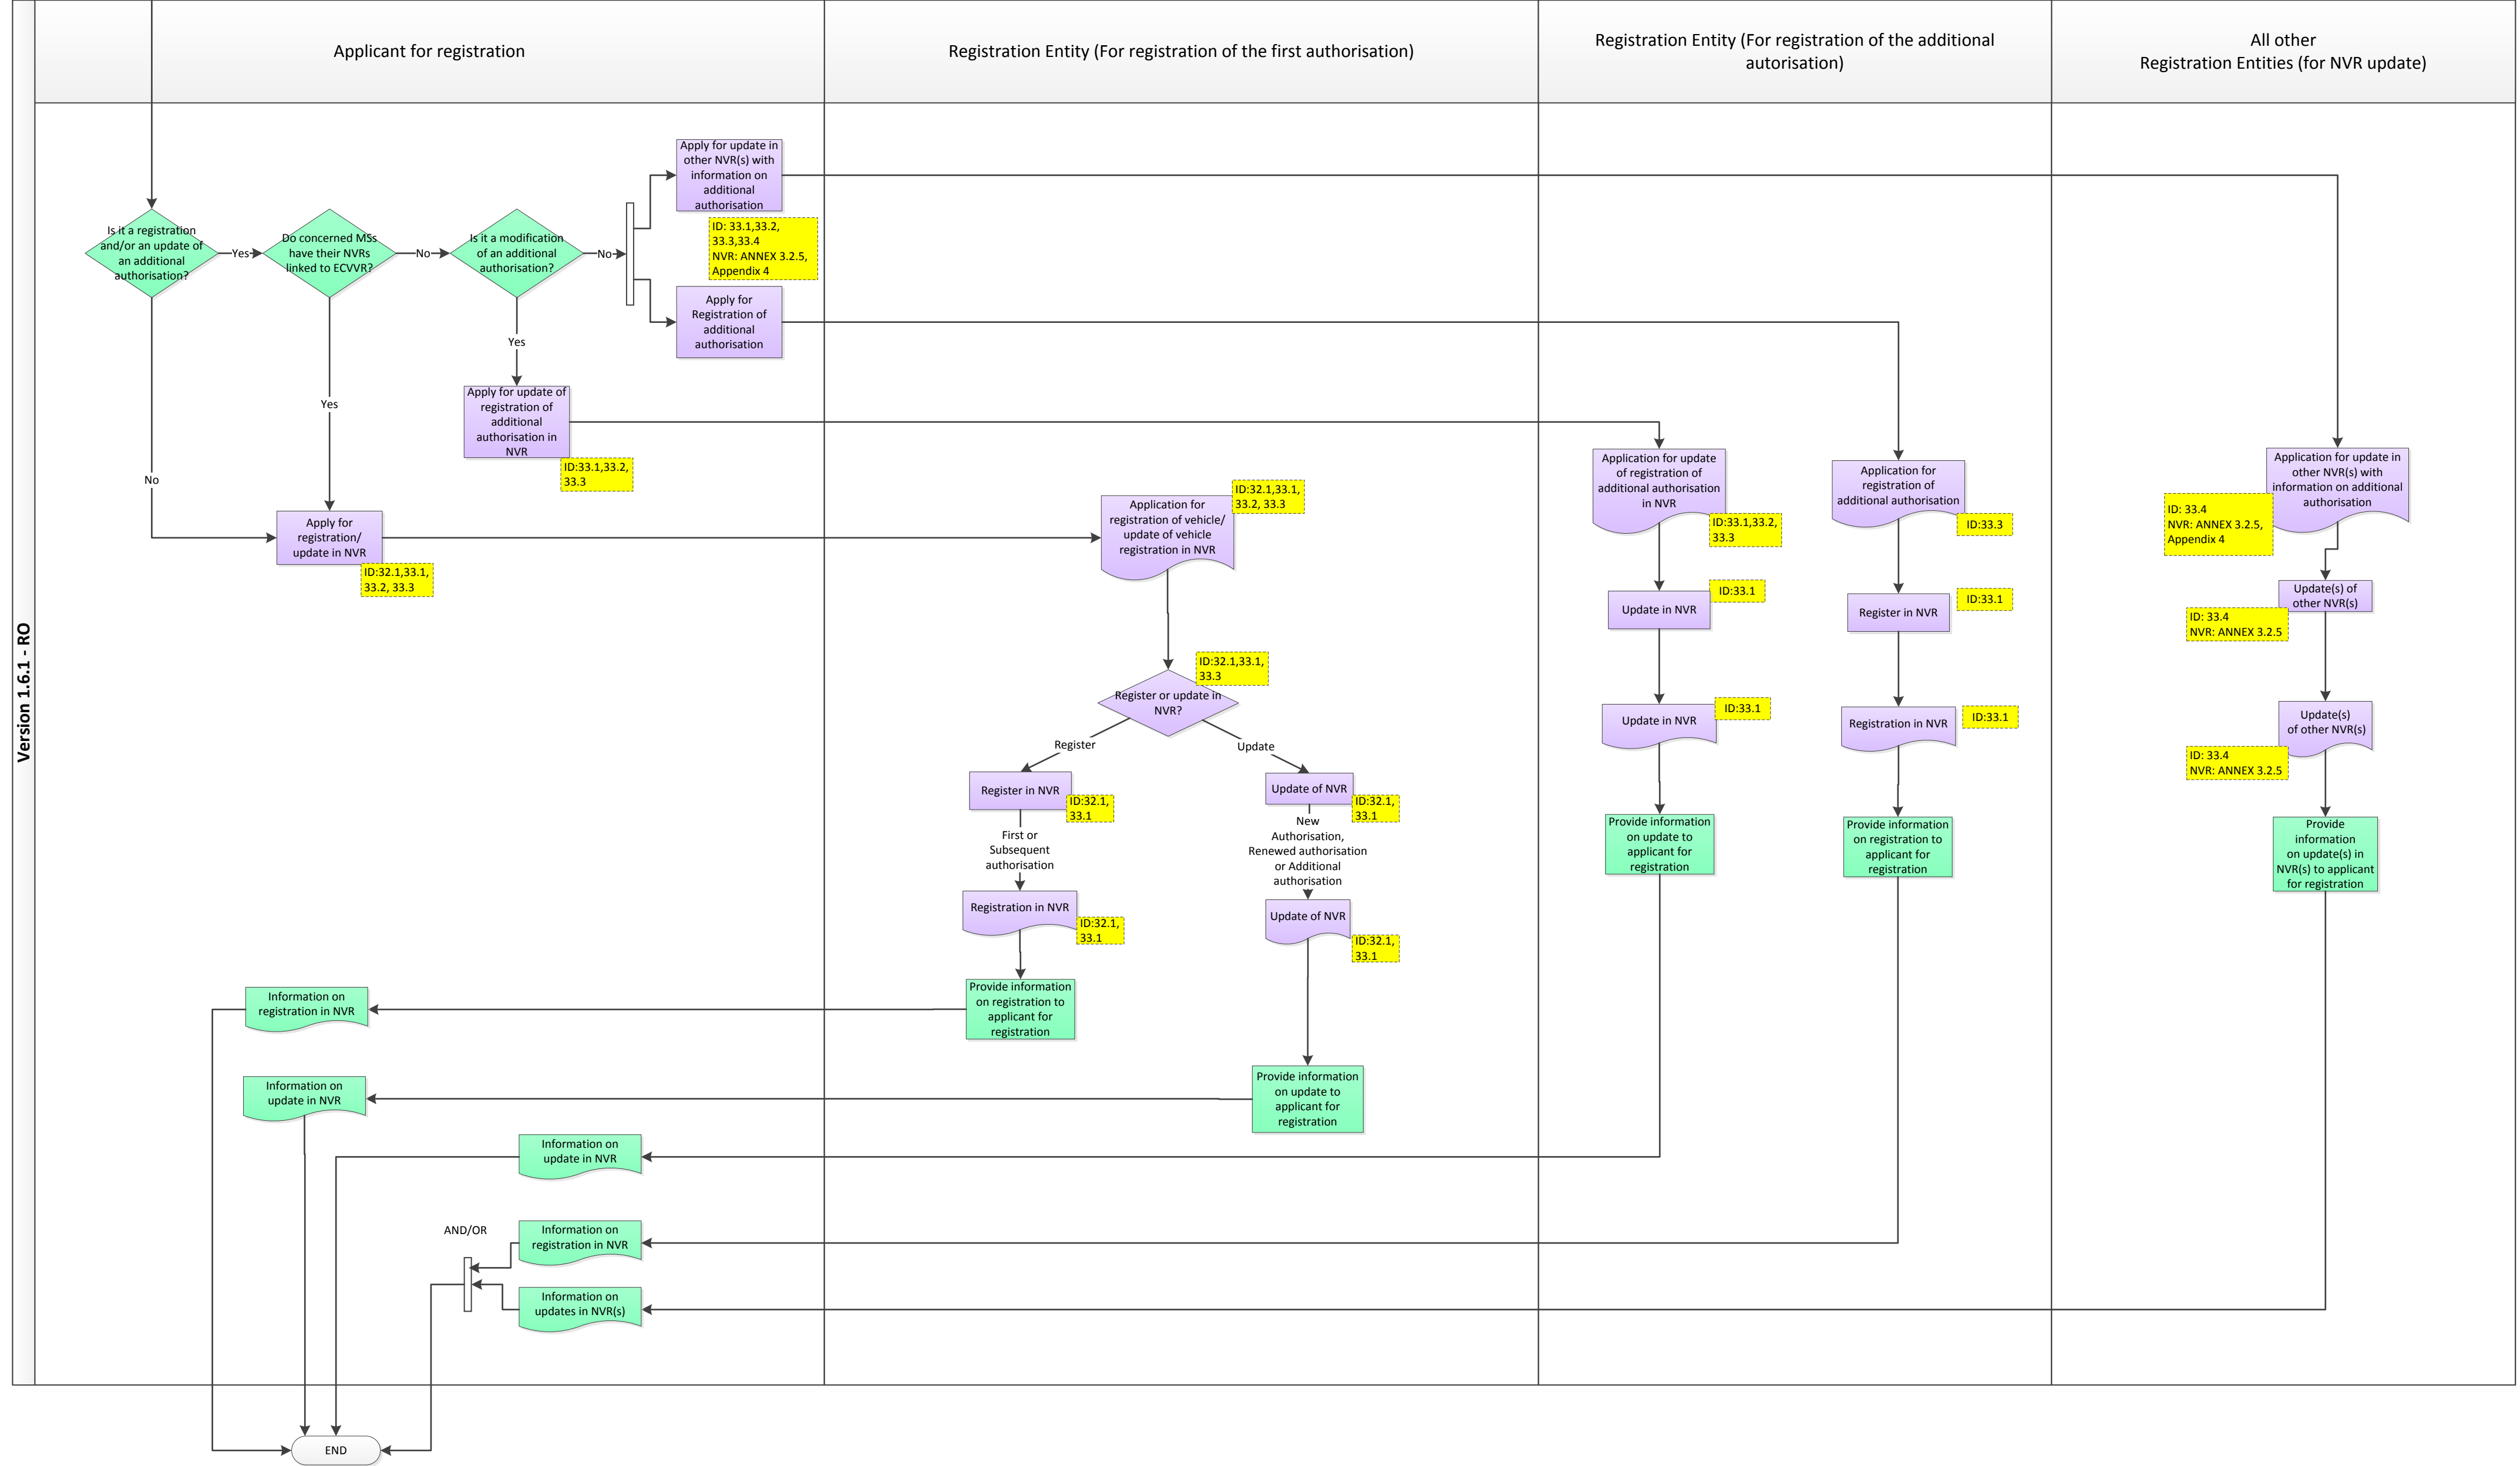 Version 1.6.1 - RO
Applicant for registration
Registration Entity (For registration of the first authorisation)
Registration Entity (For registration of the additional
autorisation)
All other
Registration Entities (for NVR update)
Is it a registration
and/or an update of
an additional
authorisation?
Yes
Do concerned MSs
have their NVRs
linked to ECVVR?
No
Is it a modification
of an additional
authorisation?
No
Apply for update in
other NVR(s) with
information on
additional
authorisation
ID: 33.1,33.2,
33.3,33.4
NVR: ANNEX 3.2.5,
Appendix 4
Apply for
Registration of
additional
authorisation
Yes
Apply for update of
registration of
additional
authorisation in
NVR
ID:33.1,33.2,
33.3
Yes
No
Apply for
registration/
update in NVR
ID:32.1,33.1,
33.2, 33.3
Application for
registration of vehicle/
update of vehicle
registration in NVR
ID:32.1,33.1,
33.2, 33.3
Register or update in
NVR?
ID:32.1,33.1,
33.3
Register
Update
Register in NVR
ID:32.1,
33.1
First or
Subsequent
authorisation
Registration in NVR
ID:32.1,
33.1
Provide information
on registration to
applicant for
registration
Update of NVR
ID:32.1,
33.1
New
Authorisation,
Renewed authorisation
or Additional
authorisation
Update of NVR
ID:32.1,
33.1
Provide information
on update to
applicant for
registration
Application for update
of registration of
additional authorisation
in NVR
ID:33.1,33.2,
33.3
Update in NVR
ID:33.1
Update in NVR
ID:33.1
Provide information
on update to
applicant for
registration
Application for
registration of
additional authorisation
ID:33.3
Register in NVR
ID:33.1
Registration in NVR
ID:33.1
Provide information
on registration to
applicant for
registration
Application for update in
other NVR(s) with
information on additional
authorisation
ID: 33.4
NVR: ANNEX 3.2.5,
Appendix 4
Update(s) of
other NVR(s)
ID: 33.4
NVR: ANNEX 3.2.5
Update(s)
of other NVR(s)
ID: 33.4
NVR: ANNEX 3.2.5
Provide
information
on update(s) in
NVR(s) to applicant
for registration
Information on
registration in NVR
Information on
update in NVR
Information on
update in NVR
AND/OR
Information on
registration in NVR
Information on
updates in NVR(s)
END